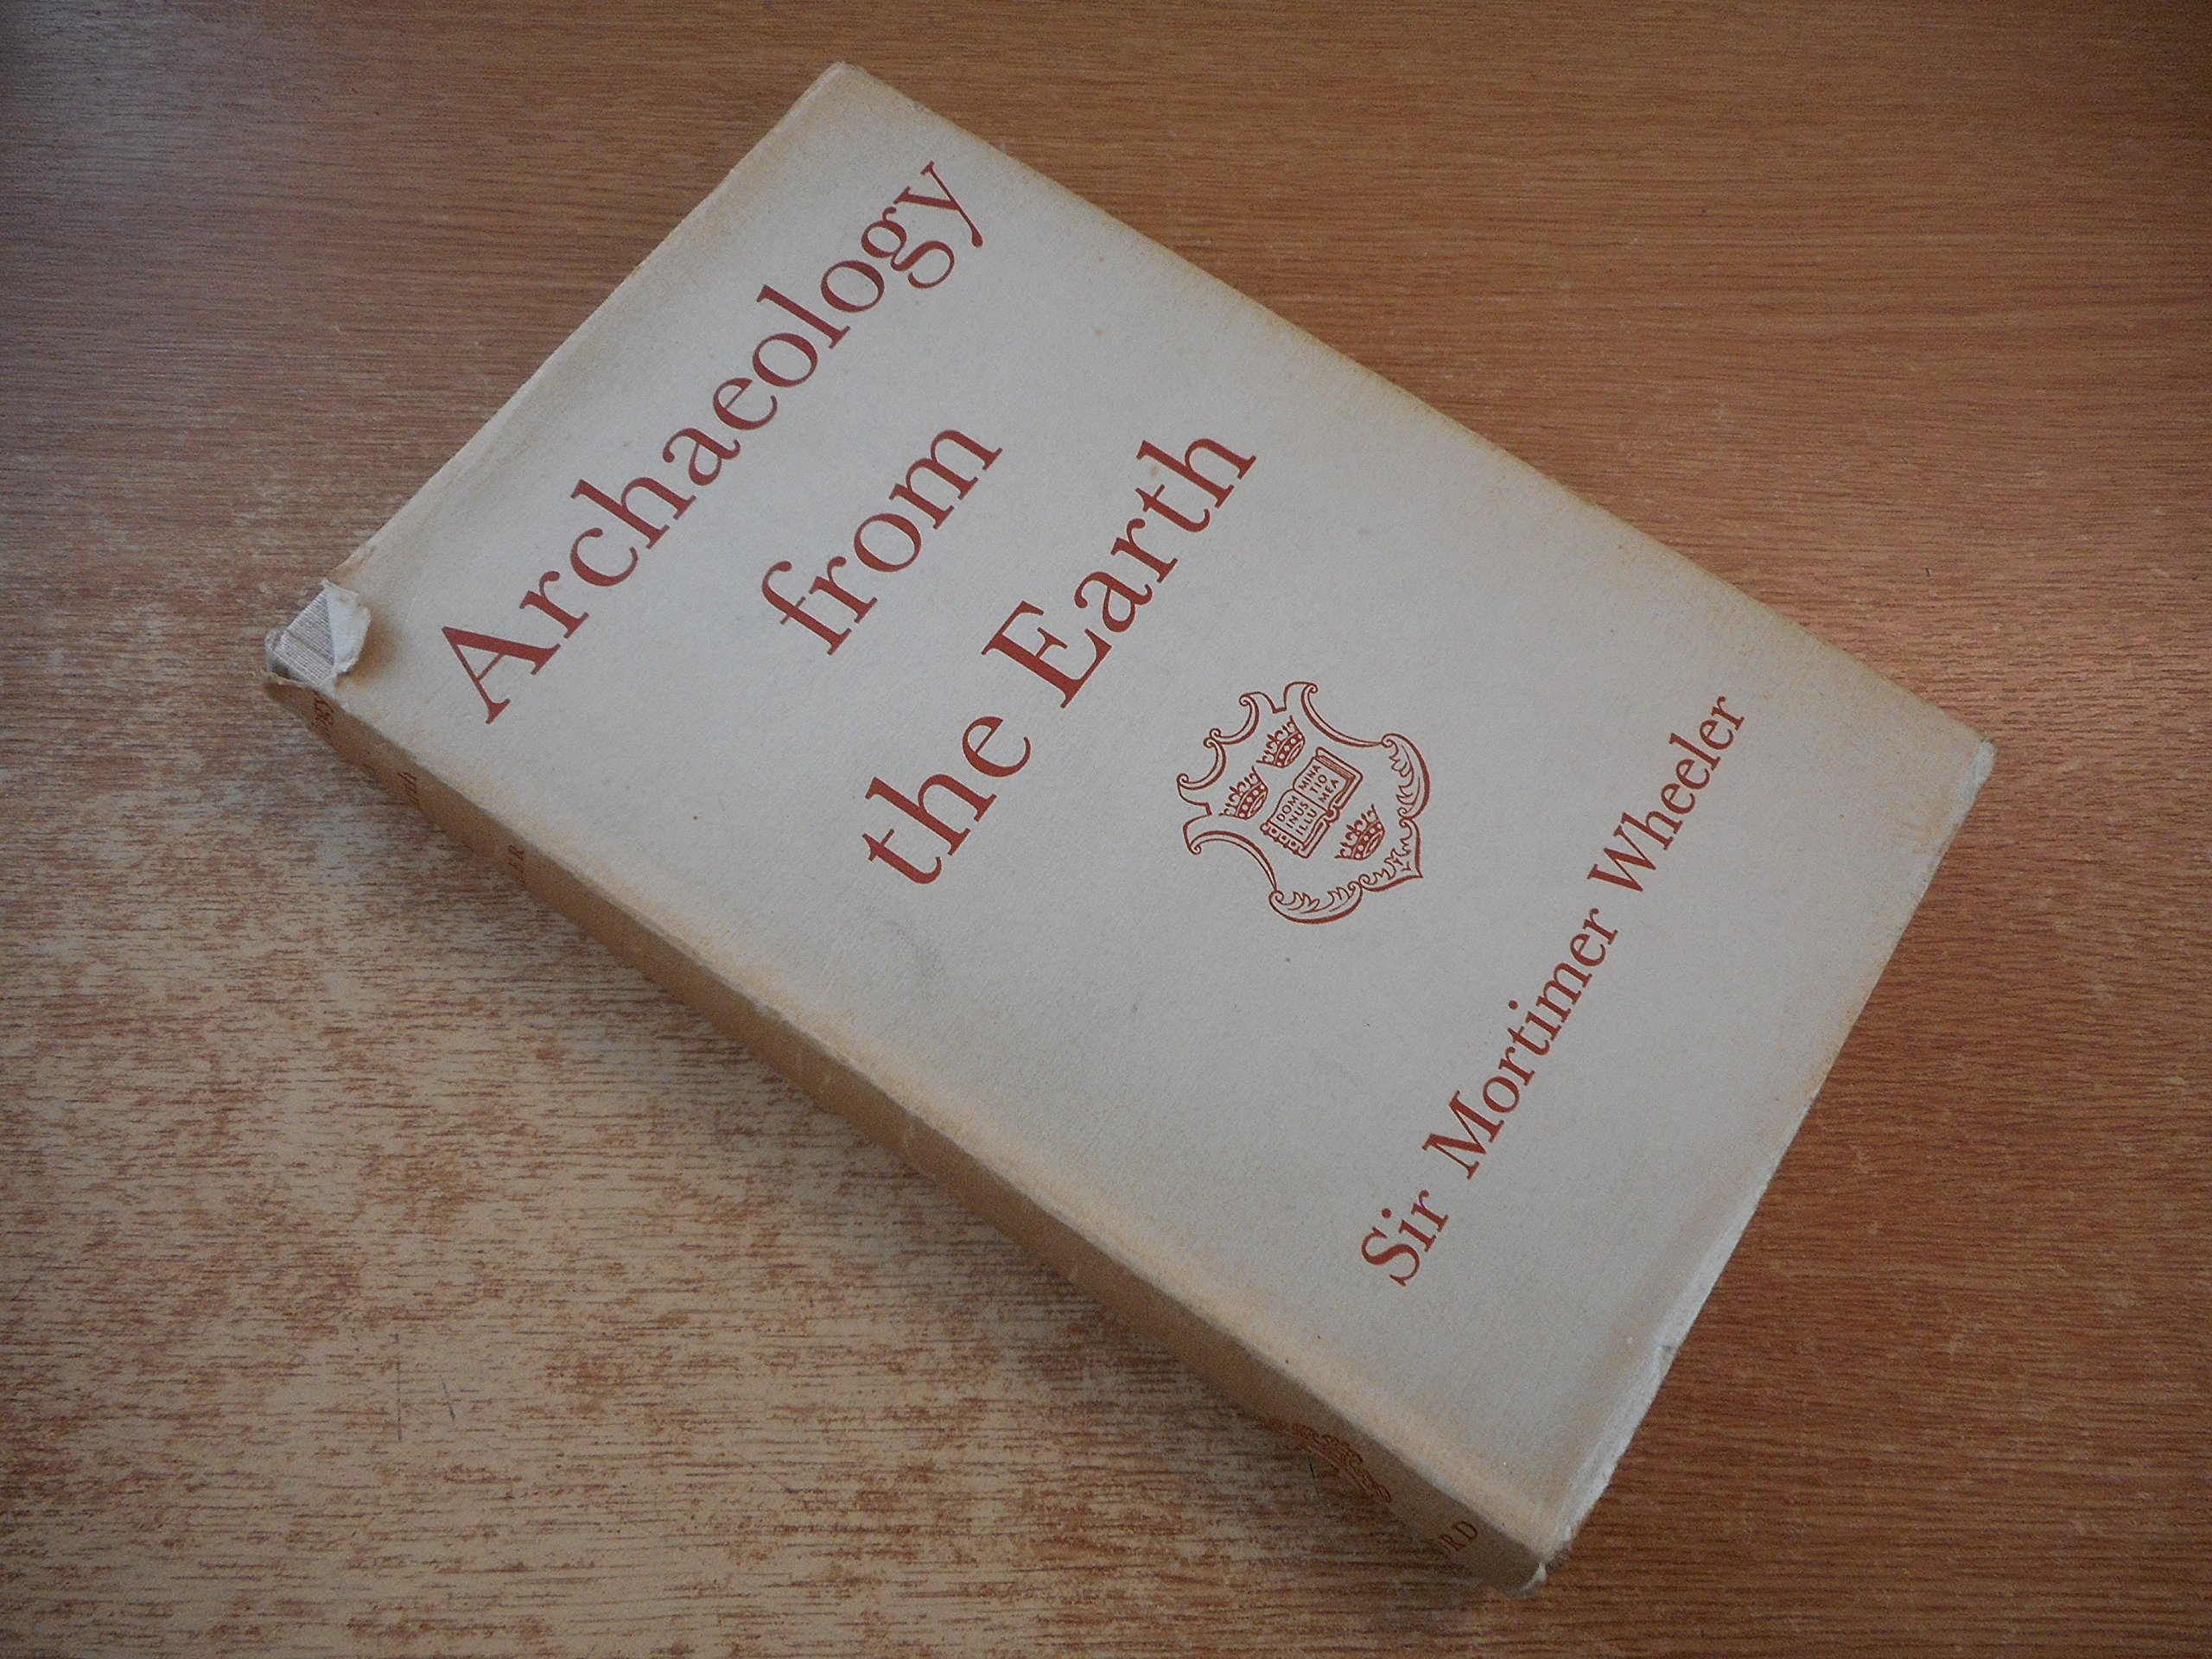 Archaeology
from
the Earth
DOM MINA
INUS TIO
ILLU MEA
Sir Mortimer Wheeler